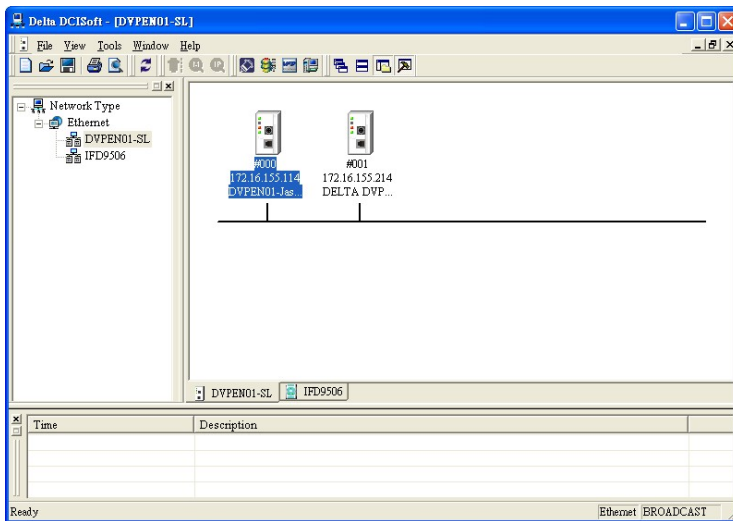 Delta DCISoft - [DVPEN01-SL]
File View Tools Window Help
Network Type
Ethernet
DVPEN01-SL
IFD9506
#000
172.16.155.114
DVPEN01-Jas...
#001
172.16.155.214
DELTA DVP...
DVPEN01-SL IFD9506
Time Description
Ready Ethernet BROADCAST